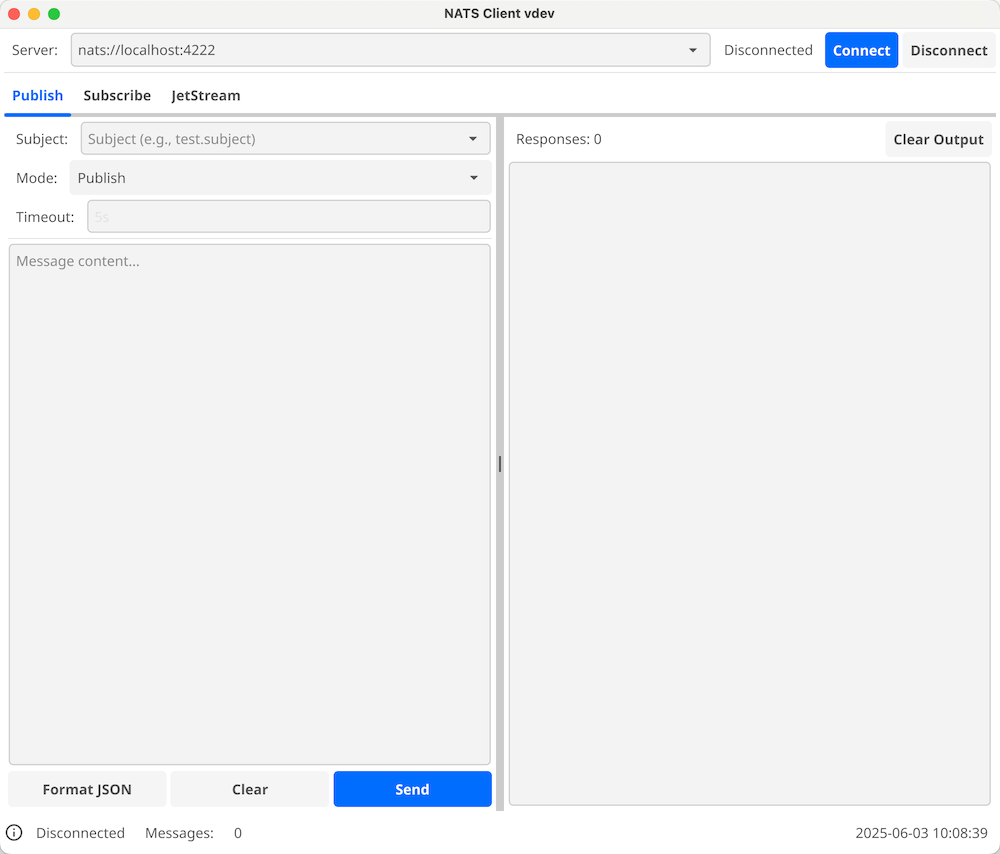 NATS Client vdev
Server: nats://localhost:4222 Disconnected Connect Disconnect
Publish Subscribe JetStream
Subject: Subject (e.g., test.subject)
Mode: Publish
Timeout: 5s
Message content...
Format JSON Clear Send
Responses: 0 Clear Output
Disconnected Messages: 0 2025-06-03 10:08:39